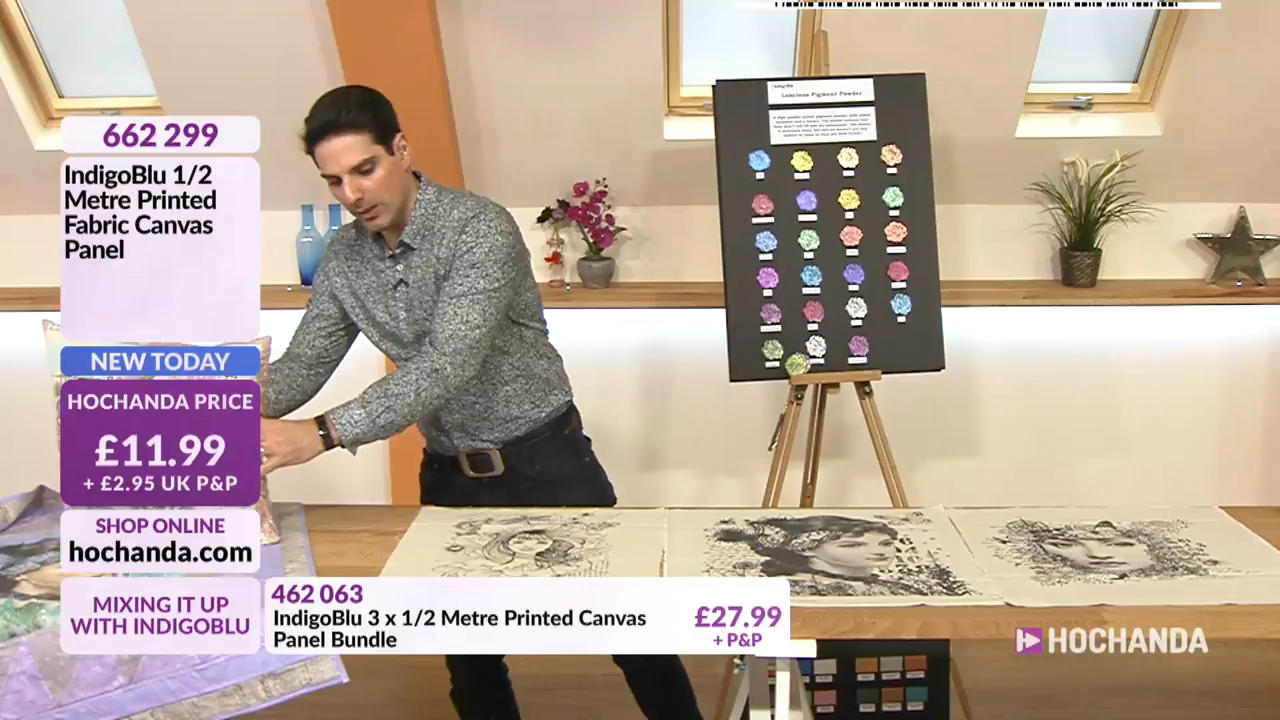 662 299
IndigoBlu 1/2
Metre Printed
Fabric Canvas
Panel
NEW TODAY
HOCHANDA PRICE
£11.99
+ £2.95 UK P&P
SHOP ONLINE
hochanda.com
MIXING IT UP
WITH INDIGOBLU
462 063
IndigoBlu 3 x 1/2 Metre Printed Canvas
Panel Bundle
£27.99
+ P&P
HOCHANDA
Luscious Pigment Powder